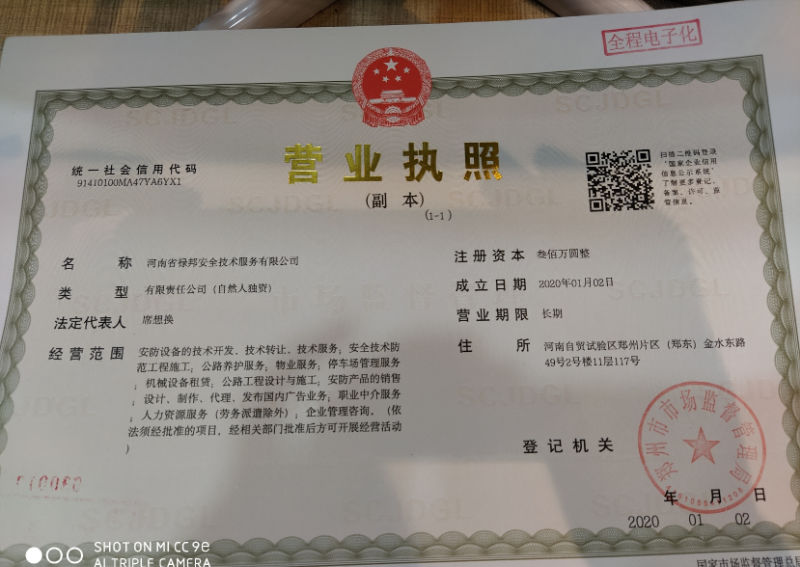 全程电子化
统一社会信用代码
91410100MA47YA6YX1
营业执照
(副 本)
(1-1)
扫描二维码登录
“国家企业信用
信息公示系统”
了解更多登记、
备案、许可、监
管信息。
名 称 河南省禄邦安全技术服务有限公司
类 型 有限责任公司（自然人独资）
法定代表人 席想换
经营范围 安防设备的技术开发、技术转让、技术服务；安全技术防
范工程施工；公路养护服务；物业服务；停车场管理服务
；机械设备租赁；公路工程设计与施工，安防产品的销售
；设计、制作、代理、发布国内广告业务；职业中介服务
；人力资源服务（劳务派遣除外）；企业管理咨询。（依
法须经批准的项目，经相关部门批准后方可开展经营活动
）
注册资本 叁佰万圆整
成立日期 2020年01月02日
营业期限 长期
住 所 河南自贸试验区郑州片区（郑东）金水东路
49号2号楼11层117号
登记机关
郑州市市场监督管理局
年 月 日
2020 01 02
SCJDGL
SHOT ON MI CC 9e
AI TRIPLE CAMERA
国家市场监督管理总局